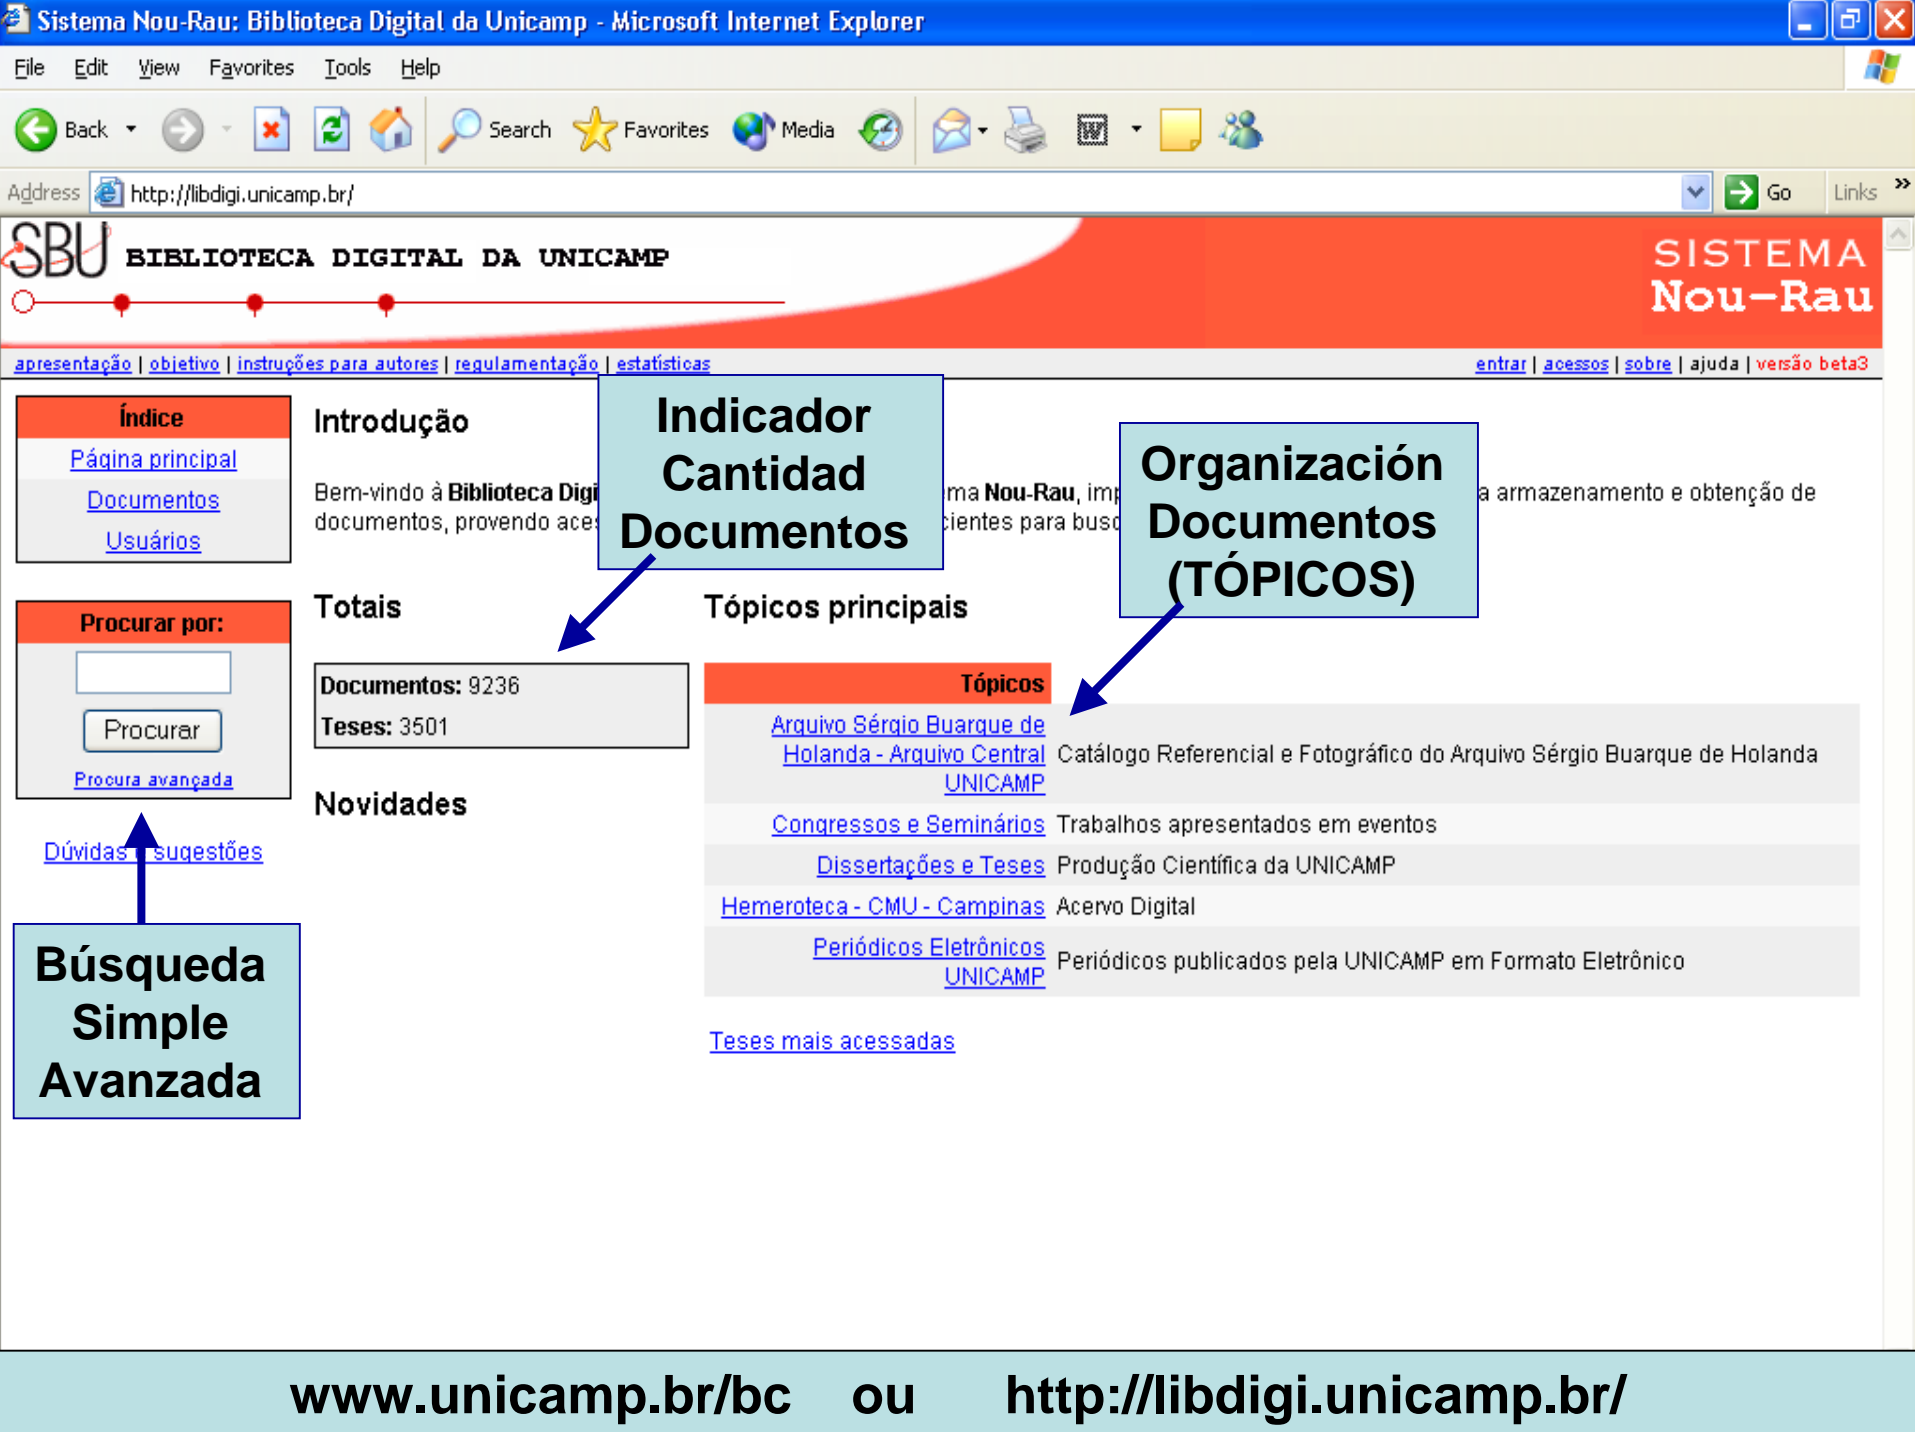 Sistema Nou-Rau: Biblioteca Digital da Unicamp - Microsoft Internet Explorer
File Edit View Favorites Tools Help
Back Search Favorites Media
Address http://libdigi.unicamp.br/ Go Links »
SBU BIBLIOTECA DIGITAL DA UNICAMP
SISTEMA
Nou-Rau
apresentação | objetivo | instruções para autores | regulamentação | estatísticas
entrar | acessos | sobre | ajuda | versão beta3
Índice
Página principal
Documentos
Usuários
Procurar por:
Procurar
Procura avançada
Dúvidas sugestões
Búsqueda
Simple
Avanzada
Introdução
Bem-vindo à Biblioteca Digi ma Nou-Rau, imp a armazenamento e obtenção de
documentos, provendo aces cientes para busc
Indicador
Cantidad
Documentos
Organización
Documentos
(TÓPICOS)
Totais
Documentos: 9236
Teses: 3501
Novidades
Tópicos principais
Tópicos
Arquivo Sérgio Buarque de
Holanda - Arquivo Central
UNICAMP
Catálogo Referencial e Fotográfico do Arquivo Sérgio Buarque de Holanda
Congressos e Seminários Trabalhos apresentados em eventos
Dissertações e Teses Produção Científica da UNICAMP
Hemeroteca - CMU - Campinas Acervo Digital
Periódicos Eletrônicos
UNICAMP
Periódicos publicados pela UNICAMP em Formato Eletrônico
Teses mais acessadas
www.unicamp.br/bc ou http://libdigi.unicamp.br/